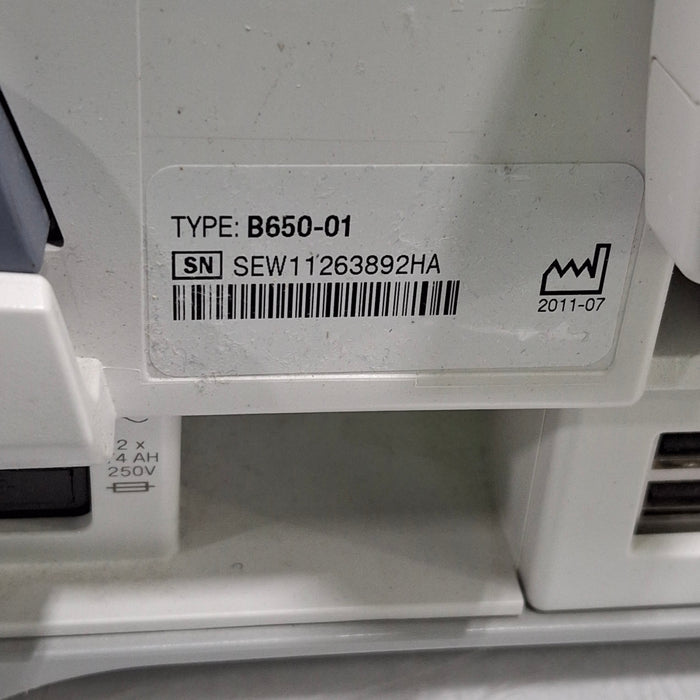 TYPE: B650-01
SN SEW11263892HA
2011-07
2 x
4 AH
250V